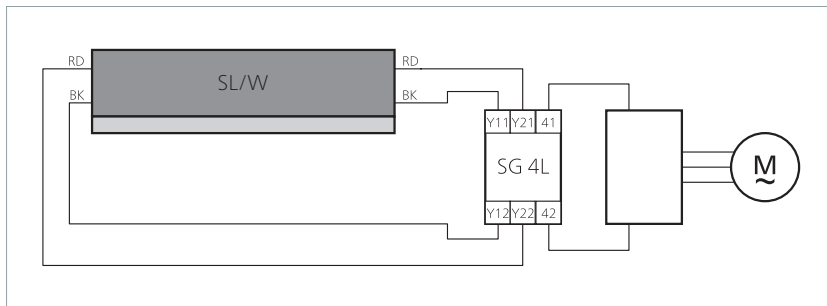 RD RD
SL/W
BK BK
Y11 Y21 41
SG 4L
M
~
Y12 Y22 42